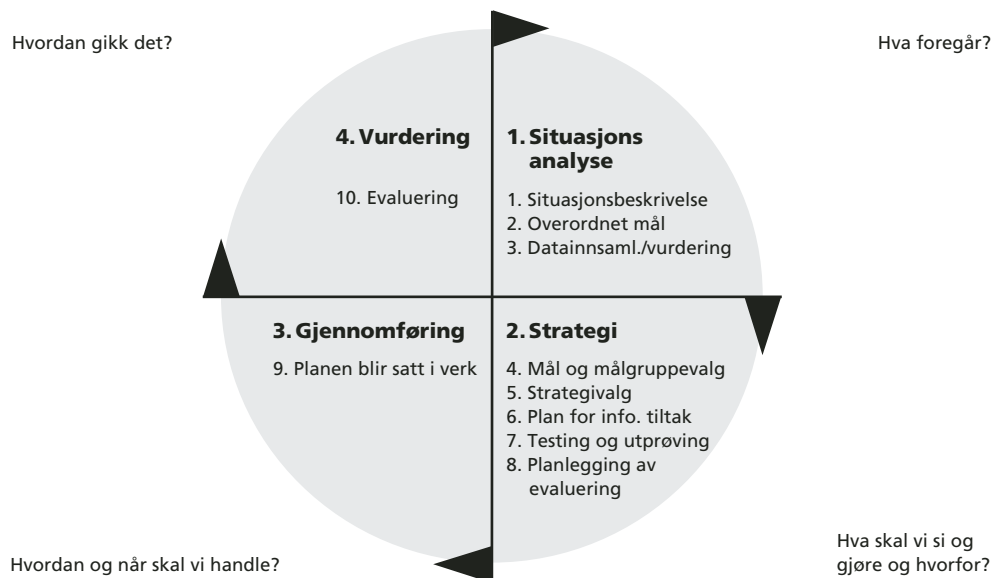 Hvordan gikk det?
Hva foregår?
4. Vurdering
10. Evaluering
1. Situasjons
analyse
1. Situasjonsbeskrivelse
2. Overordnet mål
3. Datainnsaml./vurdering
3. Gjennomføring
9. Planen blir satt i verk
2. Strategi
4. Mål og målgruppevalg
5. Strategivalg
6. Plan for info. tiltak
7. Testing og utprøving
8. Planlegging av
evaluering
Hvordan og når skal vi handle?
Hva skal vi si og
gjøre og hvorfor?